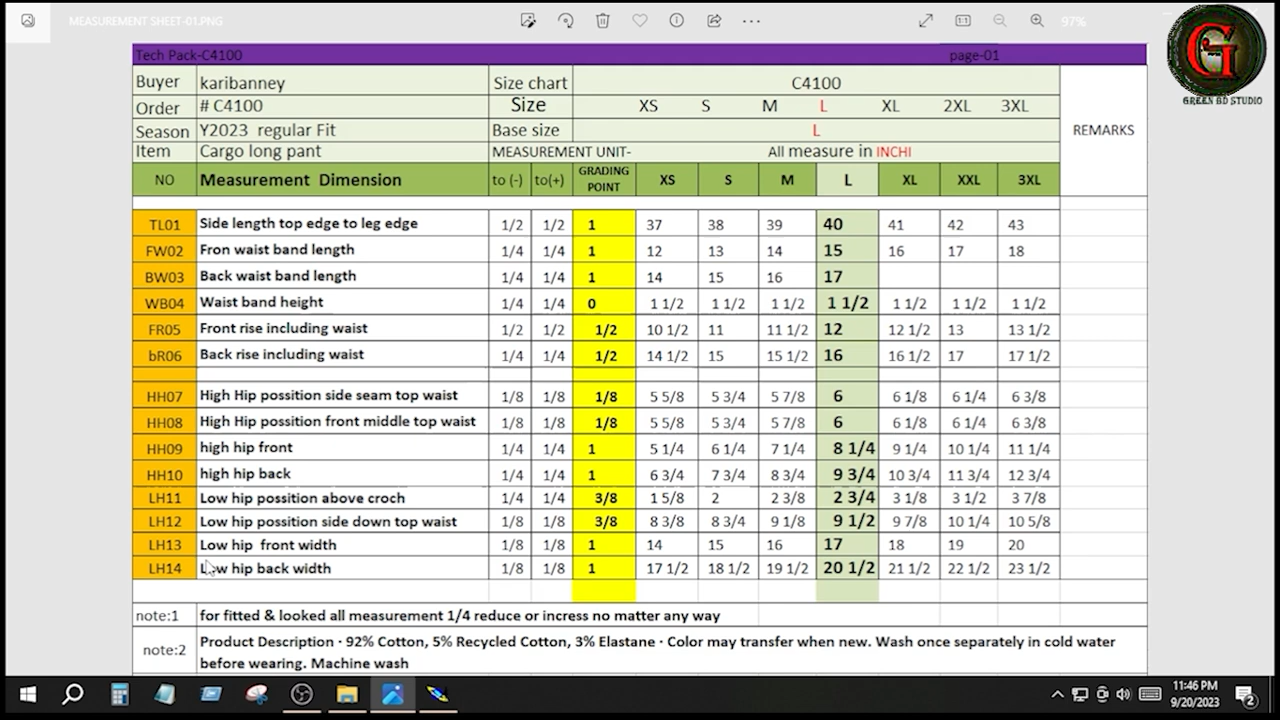 MEASUREMENT SHEET-01.PNG
97%
G
GREEN BD STUDIO
Tech Pack-C4100 page-01
Buyer karibanney Size chart C4100
Order # C4100 Size XS S M L XL 2XL 3XL
Season Y2023 regular Fit Base size L REMARKS
Item Cargo long pant MEASUREMENT UNIT- All measure in INCHI
NO Measurement Dimension to (-) to(+) GRADING POINT XS S M L XL XXL 3XL
TL01 Side length top edge to leg edge 1/2 1/2 1 37 38 39 40 41 42 43
FW02 Fron waist band length 1/4 1/4 1 12 13 14 15 16 17 18
BW03 Back waist band length 1/4 1/4 1 14 15 16 17
WB04 Waist band height 1/4 1/4 0 1 1/2 1 1/2 1 1/2 1 1/2 1 1/2 1 1/2 1 1/2
FR05 Front rise including waist 1/2 1/2 1/2 10 1/2 11 11 1/2 12 12 1/2 13 13 1/2
bR06 Back rise including waist 1/4 1/4 1/2 14 1/2 15 15 1/2 16 16 1/2 17 17 1/2
HH07 High Hip possition side seam top waist 1/8 1/8 1/8 5 5/8 5 3/4 5 7/8 6 6 1/8 6 1/4 6 3/8
HH08 High Hip possition front middle top waist 1/8 1/8 1/8 5 5/8 5 3/4 5 7/8 6 6 1/8 6 1/4 6 3/8
HH09 high hip front 1/4 1/4 1 5 1/4 6 1/4 7 1/4 8 1/4 9 1/4 10 1/4 11 1/4
HH10 high hip back 1/4 1/4 1 6 3/4 7 3/4 8 3/4 9 3/4 10 3/4 11 3/4 12 3/4
LH11 Low hip possition above croch 1/4 1/4 3/8 1 5/8 2 2 3/8 2 3/4 3 1/8 3 1/2 3 7/8
LH12 Low hip possition side down top waist 1/8 1/8 3/8 8 3/8 8 3/4 9 1/8 9 1/2 9 7/8 10 1/4 10 5/8
LH13 Low hip front width 1/8 1/8 1 14 15 16 17 18 19 20
LH14 Low hip back width 1/8 1/8 1 17 1/2 18 1/2 19 1/2 20 1/2 21 1/2 22 1/2 23 1/2
note:1 for fitted & looked all measurement 1/4 reduce or incress no matter any way
note:2 Product Description · 92% Cotton, 5% Recycled Cotton, 3% Elastane · Color may transfer when new. Wash once separately in cold water
before wearing. Machine wash
11:46 PM
9/20/2023
2